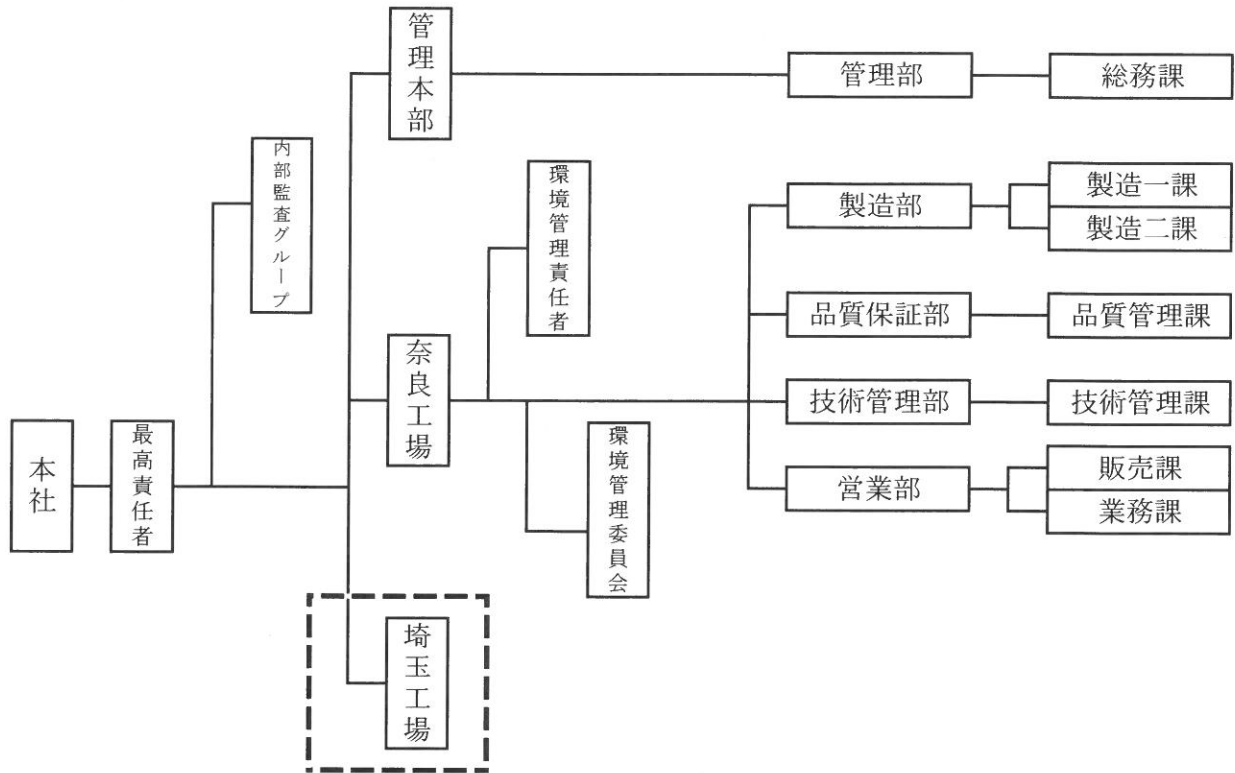 本社
最高責任者
内部監査グループ
管理本部
管理部
総務課
奈良工場
環境管理責任者
環境管理委員会
製造部
製造一課
製造二課
品質保証部
品質管理課
技術管理部
技術管理課
営業部
販売課
業務課
埼玉工場